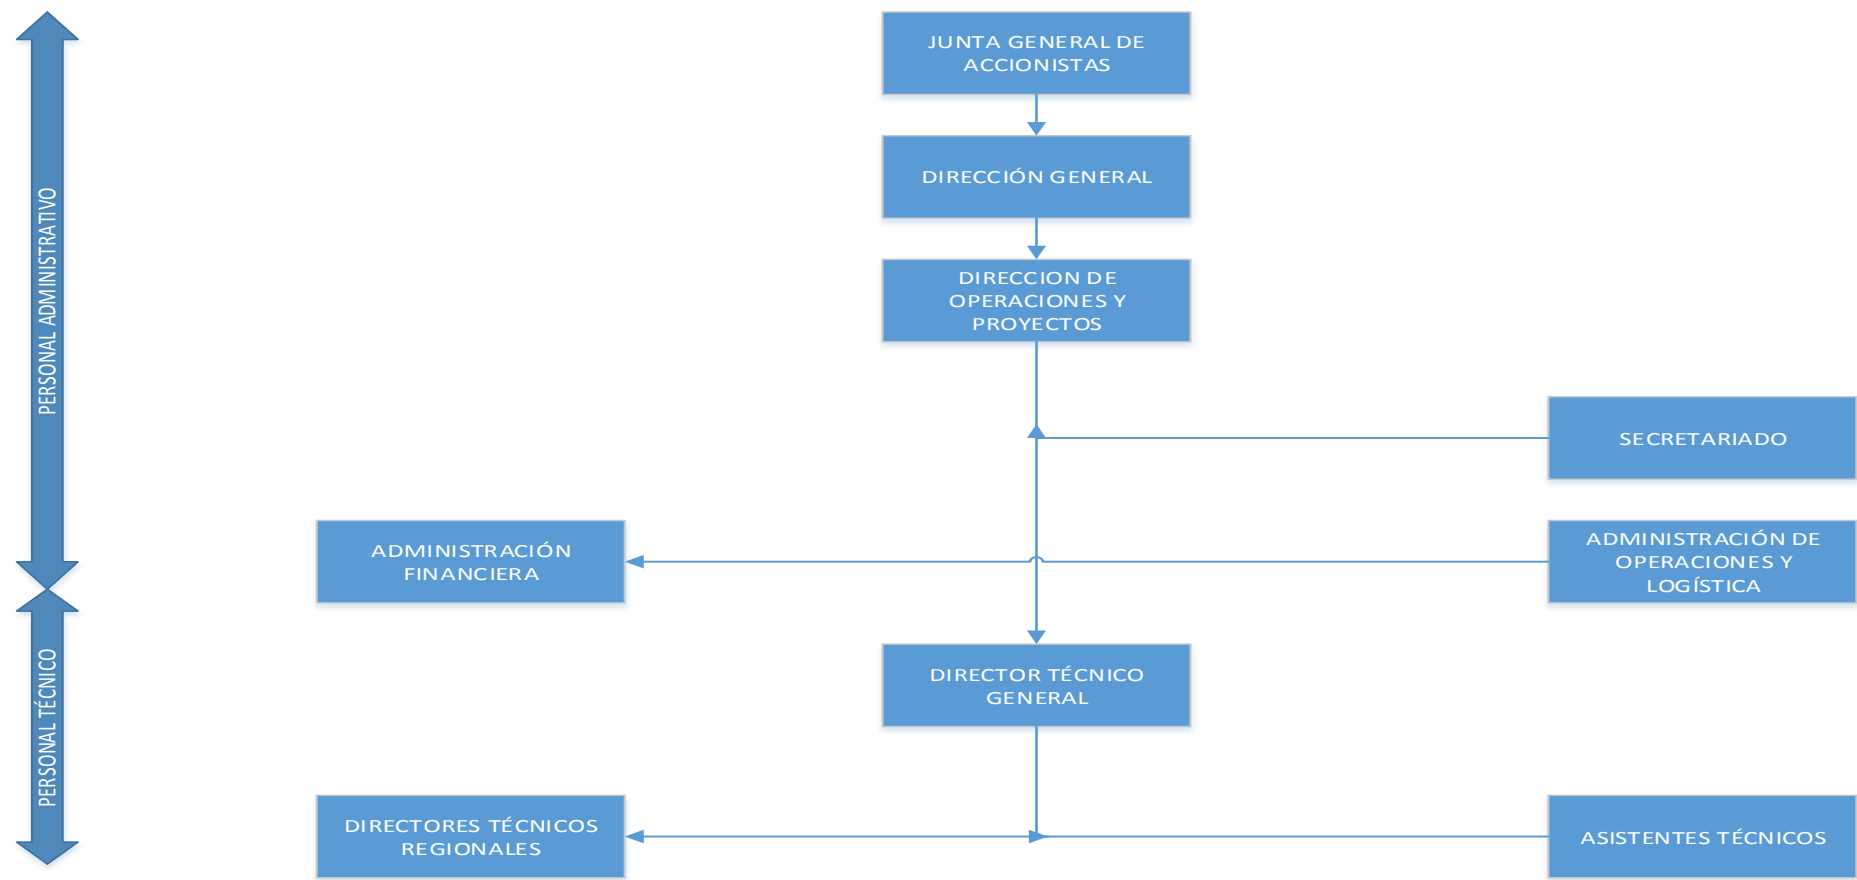 JUNTA GENERAL DE
ACCIONISTAS
DIRECCIÓN GENERAL
DIRECCION DE
OPERACIONES Y
PROYECTOS
PERSONAL ADMINISTRATIVO
SECRETARIADO
ADMINISTRACIÓN
FINANCIERA
ADMINISTRACIÓN DE
OPERACIONES Y
LOGÍSTICA
PERSONAL TÉCNICO
DIRECTOR TÉCNICO
GENERAL
DIRECTORES TÉCNICOS
REGIONALES
ASISTENTES TÉCNICOS